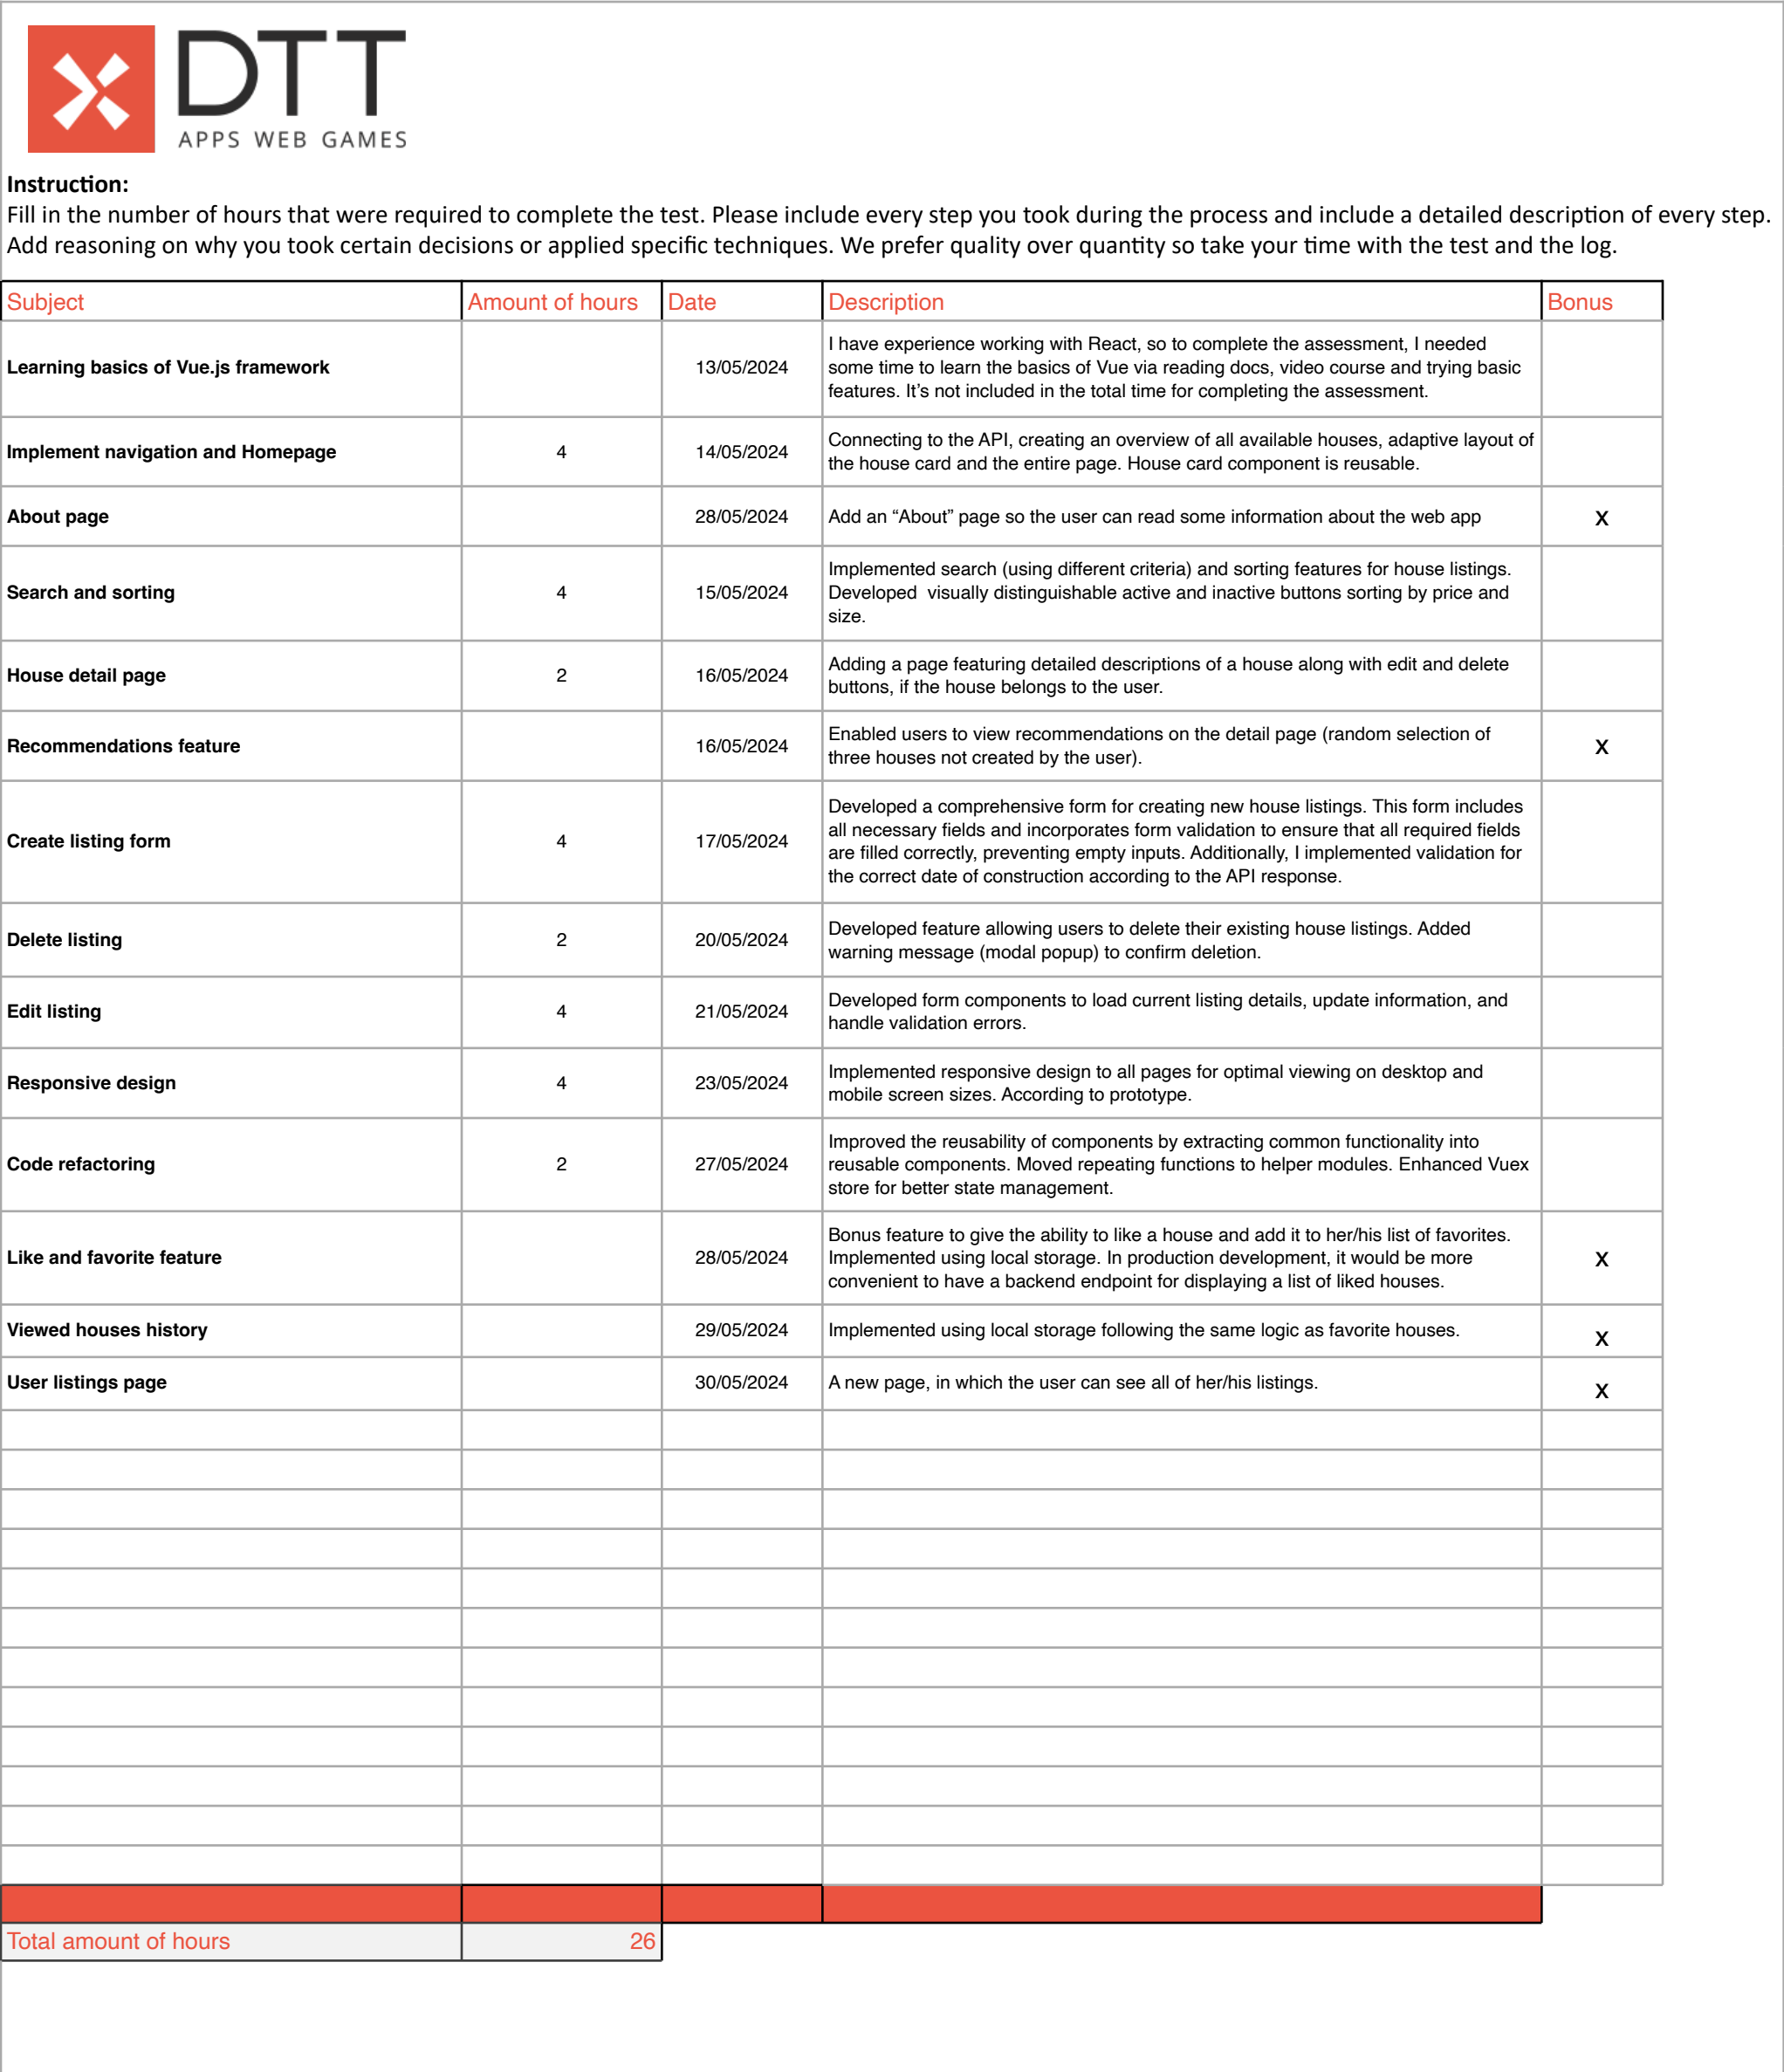 DTT
APPS WEB GAMES
Instruction:
Fill in the number of hours that were required to complete the test. Please include every step you took during the process and include a detailed description of every step.
Add reasoning on why you took certain decisions or applied specific techniques. We prefer quality over quantity so take your time with the test and the log.
Subject Amount of hours Date Description Bonus
Learning basics of Vue.js framework 13/05/2024 I have experience working with React, so to complete the assessment, I needed
some time to learn the basics of Vue via reading docs, video course and trying basic
features. It’s not included in the total time for completing the assessment.
Implement navigation and Homepage 4 14/05/2024 Connecting to the API, creating an overview of all available houses, adaptive layout of
the house card and the entire page. House card component is reusable.
About page 28/05/2024 Add an “About” page so the user can read some information about the web app X
Search and sorting 4 15/05/2024 Implemented search (using different criteria) and sorting features for house listings.
Developed  visually distinguishable active and inactive buttons sorting by price and
size.
House detail page 2 16/05/2024 Adding a page featuring detailed descriptions of a house along with edit and delete
buttons, if the house belongs to the user.
Recommendations feature 16/05/2024 Enabled users to view recommendations on the detail page (random selection of
three houses not created by the user). X
Create listing form 4 17/05/2024 Developed a comprehensive form for creating new house listings. This form includes
all necessary fields and incorporates form validation to ensure that all required fields
are filled correctly, preventing empty inputs. Additionally, I implemented validation for
the correct date of construction according to the API response.
Delete listing 2 20/05/2024 Developed feature allowing users to delete their existing house listings. Added
warning message (modal popup) to confirm deletion.
Edit listing 4 21/05/2024 Developed form components to load current listing details, update information, and
handle validation errors.
Responsive design 4 23/05/2024 Implemented responsive design to all pages for optimal viewing on desktop and
mobile screen sizes. According to prototype.
Code refactoring 2 27/05/2024 Improved the reusability of components by extracting common functionality into
reusable components. Moved repeating functions to helper modules. Enhanced Vuex
store for better state management.
Like and favorite feature 28/05/2024 Bonus feature to give the ability to like a house and add it to her/his list of favorites.
Implemented using local storage. In production development, it would be more
convenient to have a backend endpoint for displaying a list of liked houses. X
Viewed houses history 29/05/2024 Implemented using local storage following the same logic as favorite houses. X
User listings page 30/05/2024 A new page, in which the user can see all of her/his listings. X
Total amount of hours 26